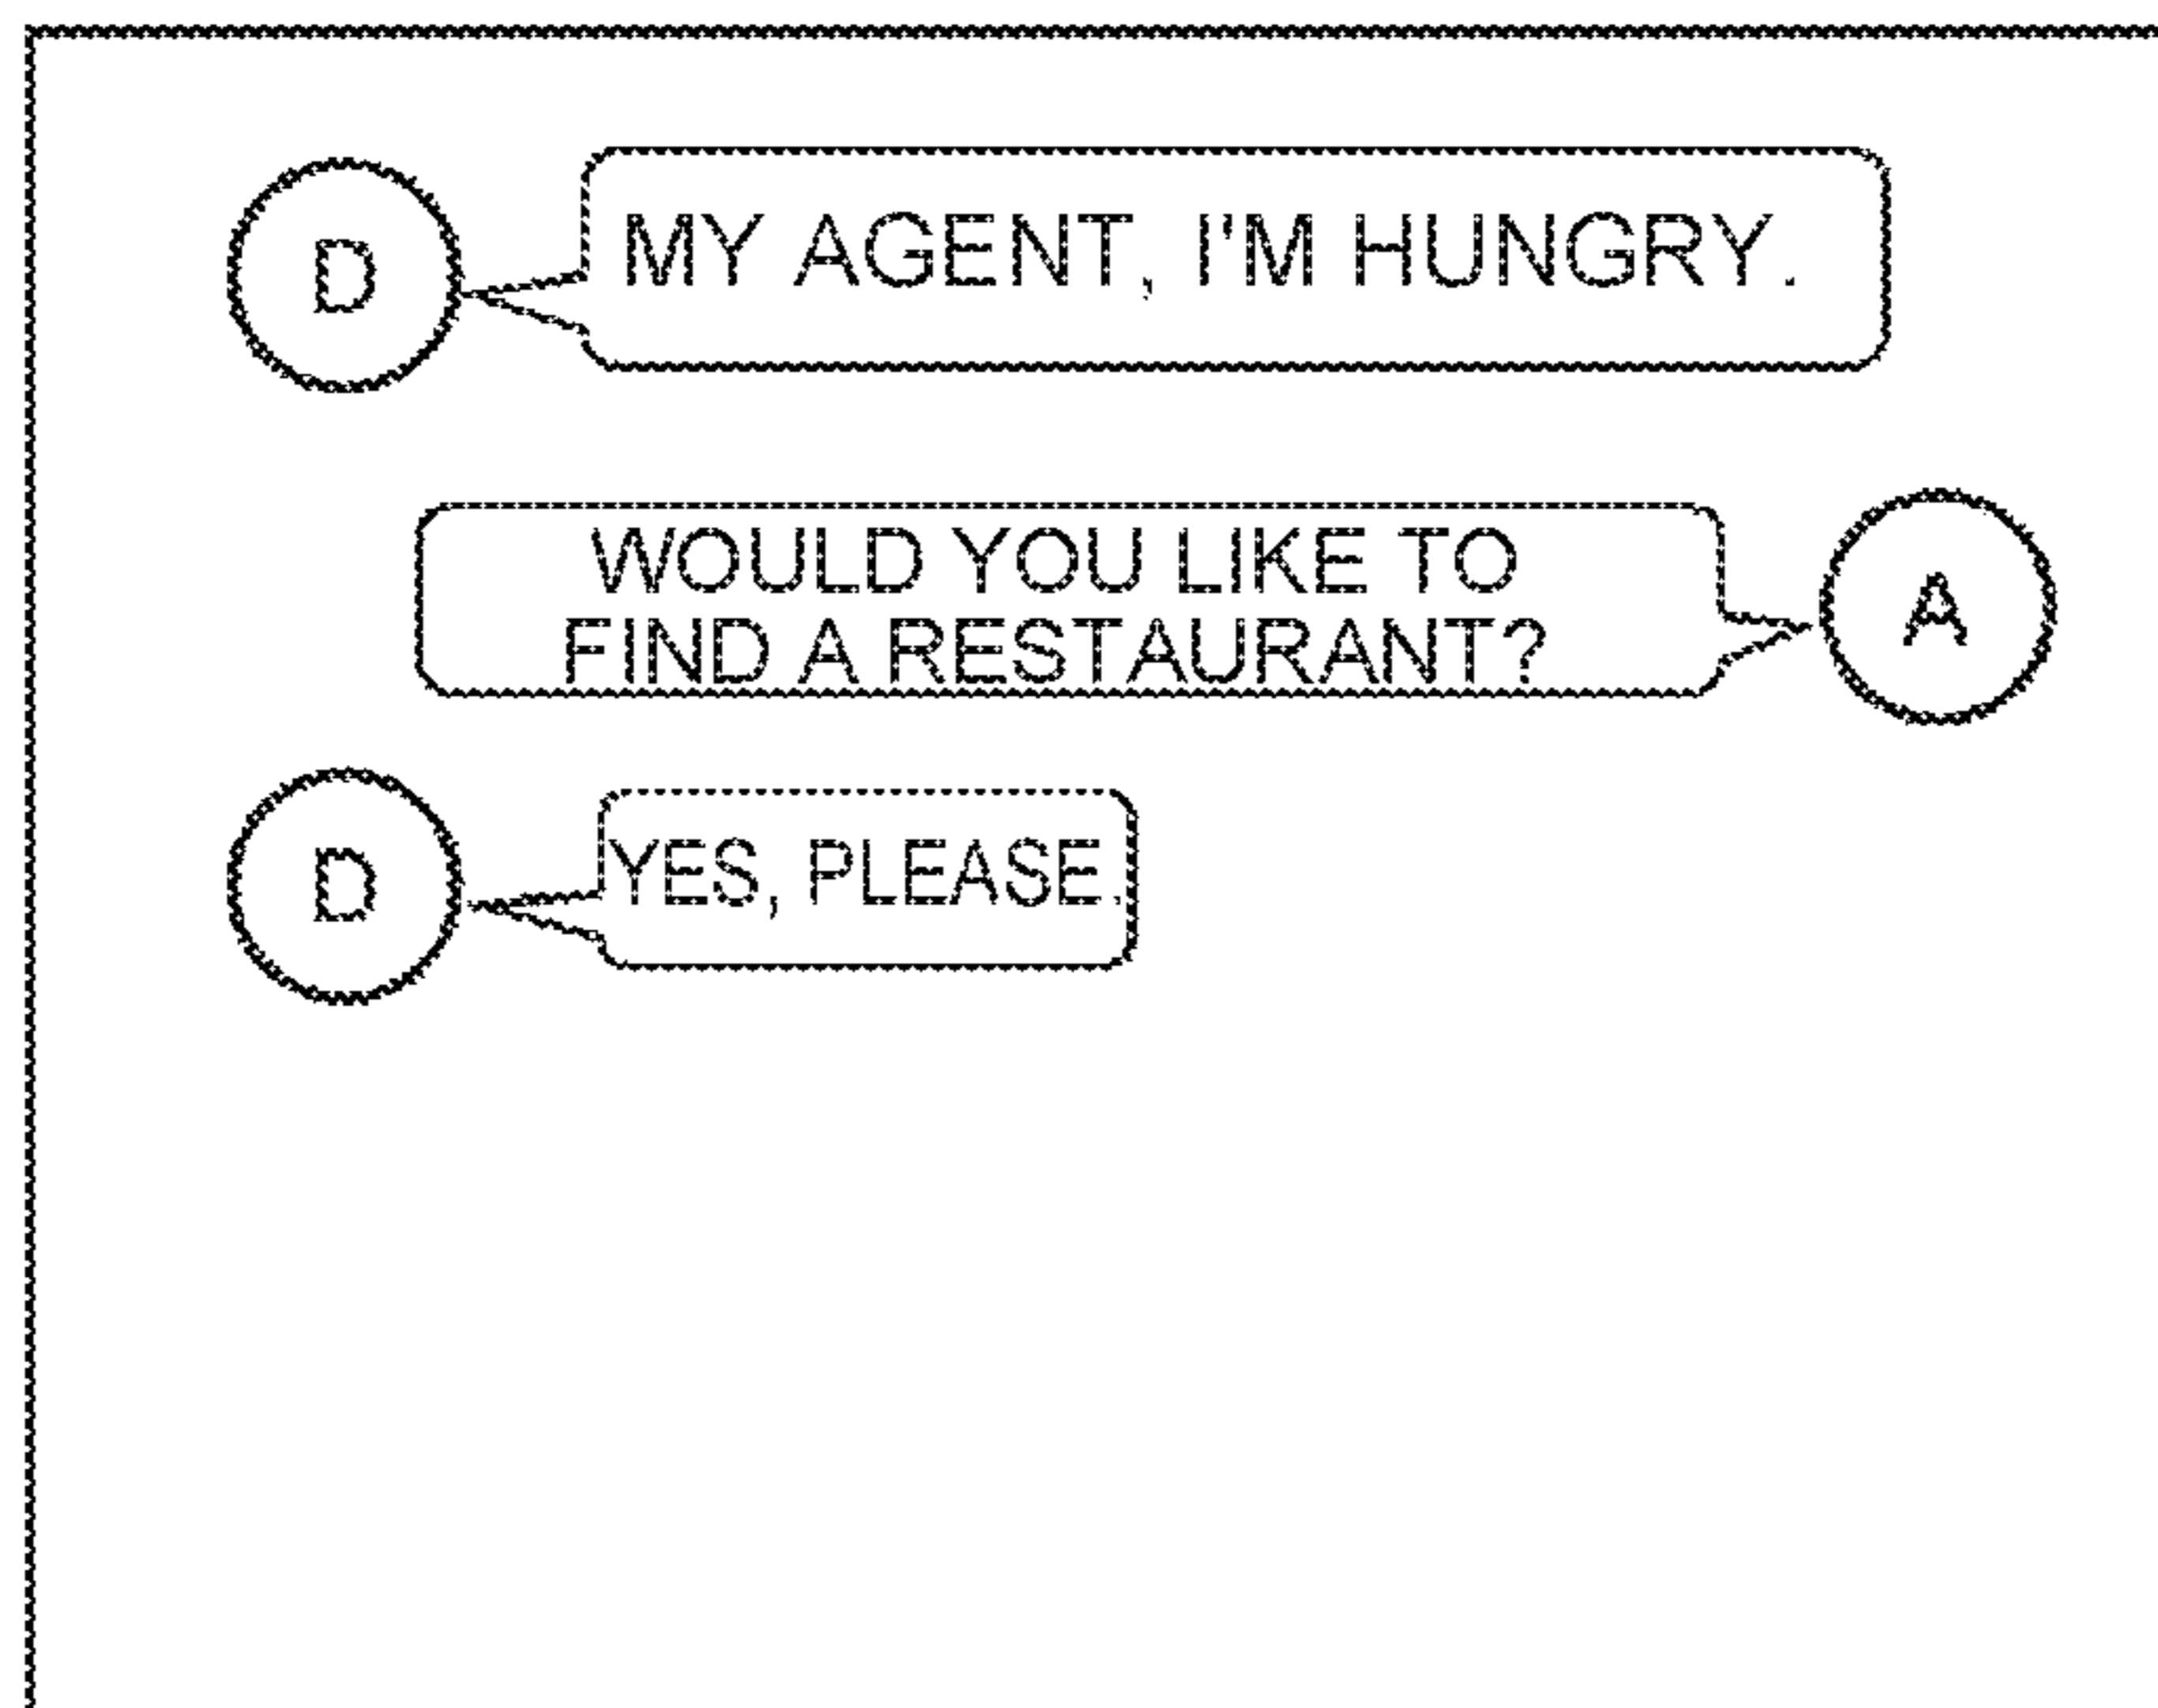 D
MY AGENT, I'M HUNGRY.
WOULD YOU LIKE TO
FIND A RESTAURANT?
A
D
YES, PLEASE.